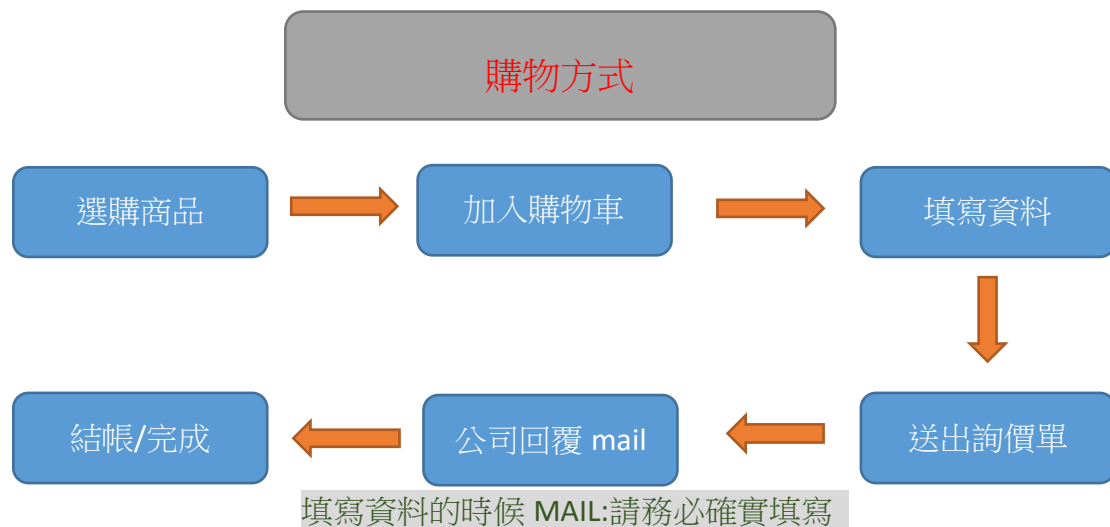 購物方式
選購商品
加入購物車
填寫資料
送出詢價單
公司回覆 mail
結帳/完成
填寫資料的時候 MAIL:請務必確實填寫